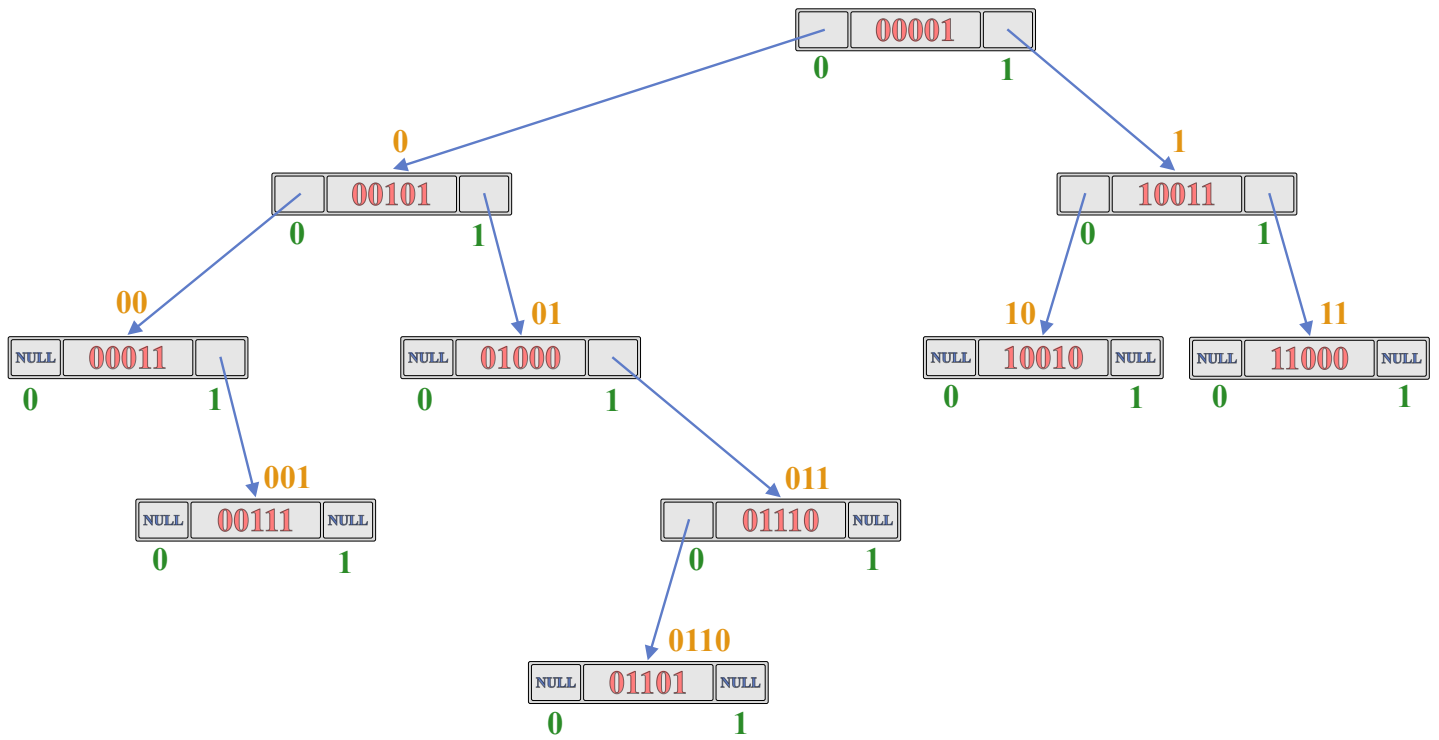 00001
0 1
0 1
00101 10011
0 1 0 1
00 01 10 11
NULL 00011 NULL 01000 NULL 10010 NULL NULL 11000 NULL
0 1 0 1 0 1 0 1
001 011
NULL 00111 NULL 01110 NULL
0 1 0 1
0110
NULL 01101 NULL
0 1